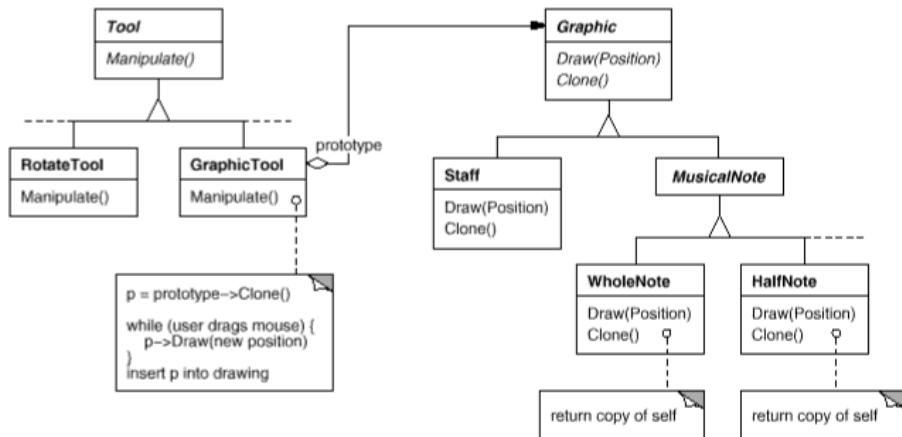 Tool
Manipulate()
RotateTool
Manipulate()
GraphicTool
Manipulate()
prototype
p = prototype->Clone()
while (user drags mouse) {
p->Draw(new position)
}
insert p into drawing
Graphic
Draw(Position)
Clone()
Staff
Draw(Position)
Clone()
MusicalNote
WholeNote
Draw(Position)
Clone()
return copy of self
HalfNote
Draw(Position)
Clone()
return copy of self